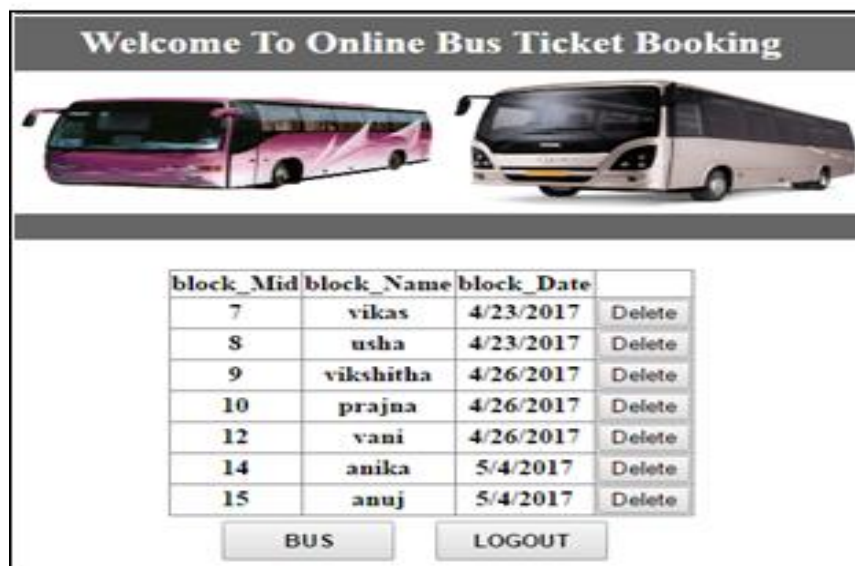 Welcome To Online Bus Ticket Booking
block_Mid block_Name block_Date
7 vikas 4/23/2017 Delete
8 usha 4/23/2017 Delete
9 vikshitha 4/26/2017 Delete
10 prajna 4/26/2017 Delete
12 vani 4/26/2017 Delete
14 anika 5/4/2017 Delete
15 anuj 5/4/2017 Delete
BUS LOGOUT